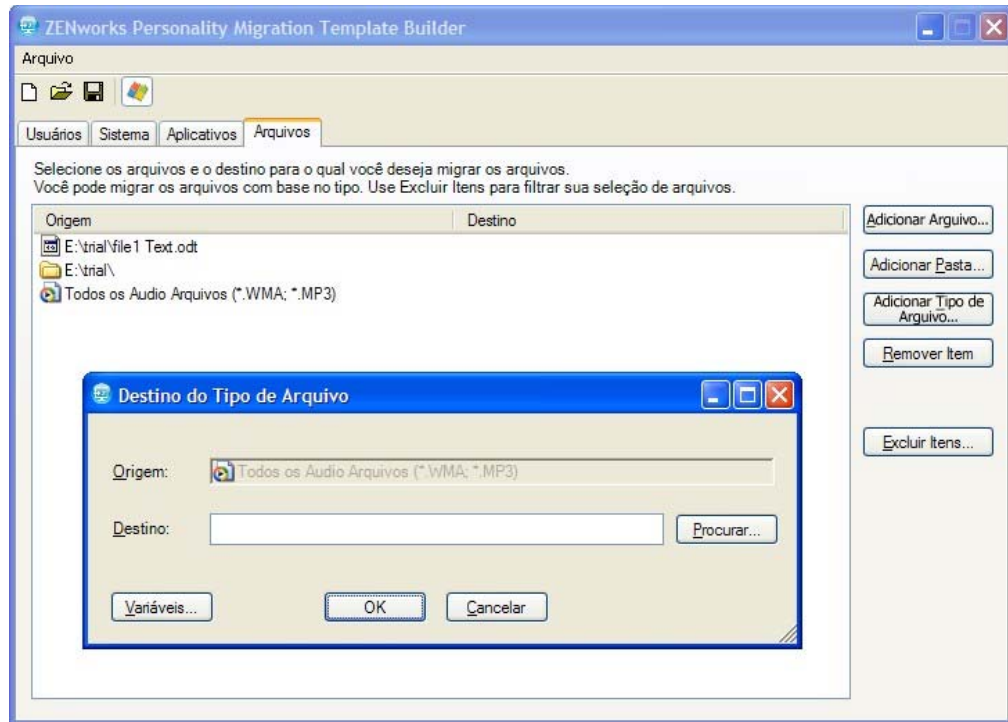 ZENworks Personality Migration Template Builder
Arquivo
Usuários Sistema Aplicativos Arquivos
Selecione os arquivos e o destino para o qual você deseja migrar os arquivos.
Você pode migrar os arquivos com base no tipo. Use Excluir Itens para filtrar sua seleção de arquivos.
Origem Destino
E:\trial\file1 Text.odt
E:\trial\
Todos os Audio Arquivos (*.WMA; *.MP3)
Adicionar Arquivo...
Adicionar Pasta...
Adicionar Tipo de
Arquivo...
Remover Item
Excluir Itens...
Destino do Tipo de Arquivo
Origem: Todos os Audio Arquivos (*.WMA; *.MP3)
Destino: Procurar...
Variáveis... OK Cancelar